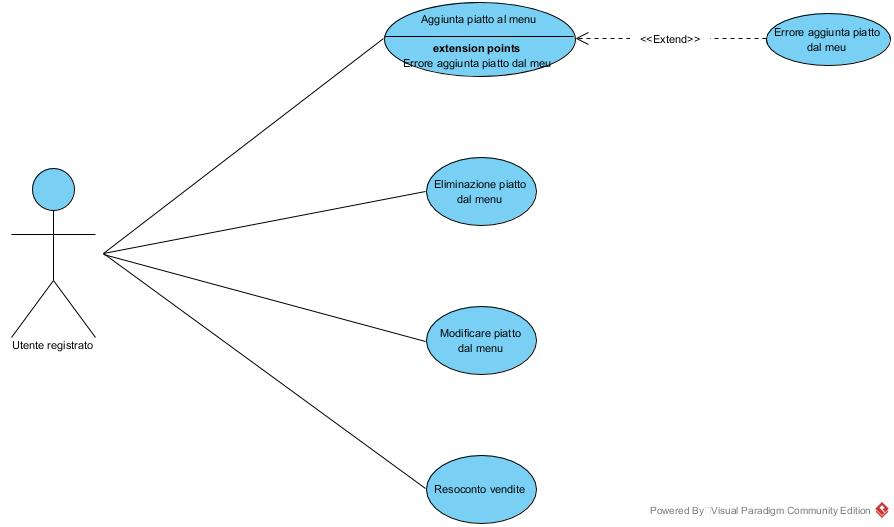 Aggiunta piatto al menu
extension points
Errore aggiunta piatto dal meu
<<Extend>>
Errore aggiunta piatto
dal meu
Eliminazione piatto
dal menu
Utente registrato
Modificare piatto
dal menu
Resoconto vendite
Powered By Visual Paradigm Community Edition